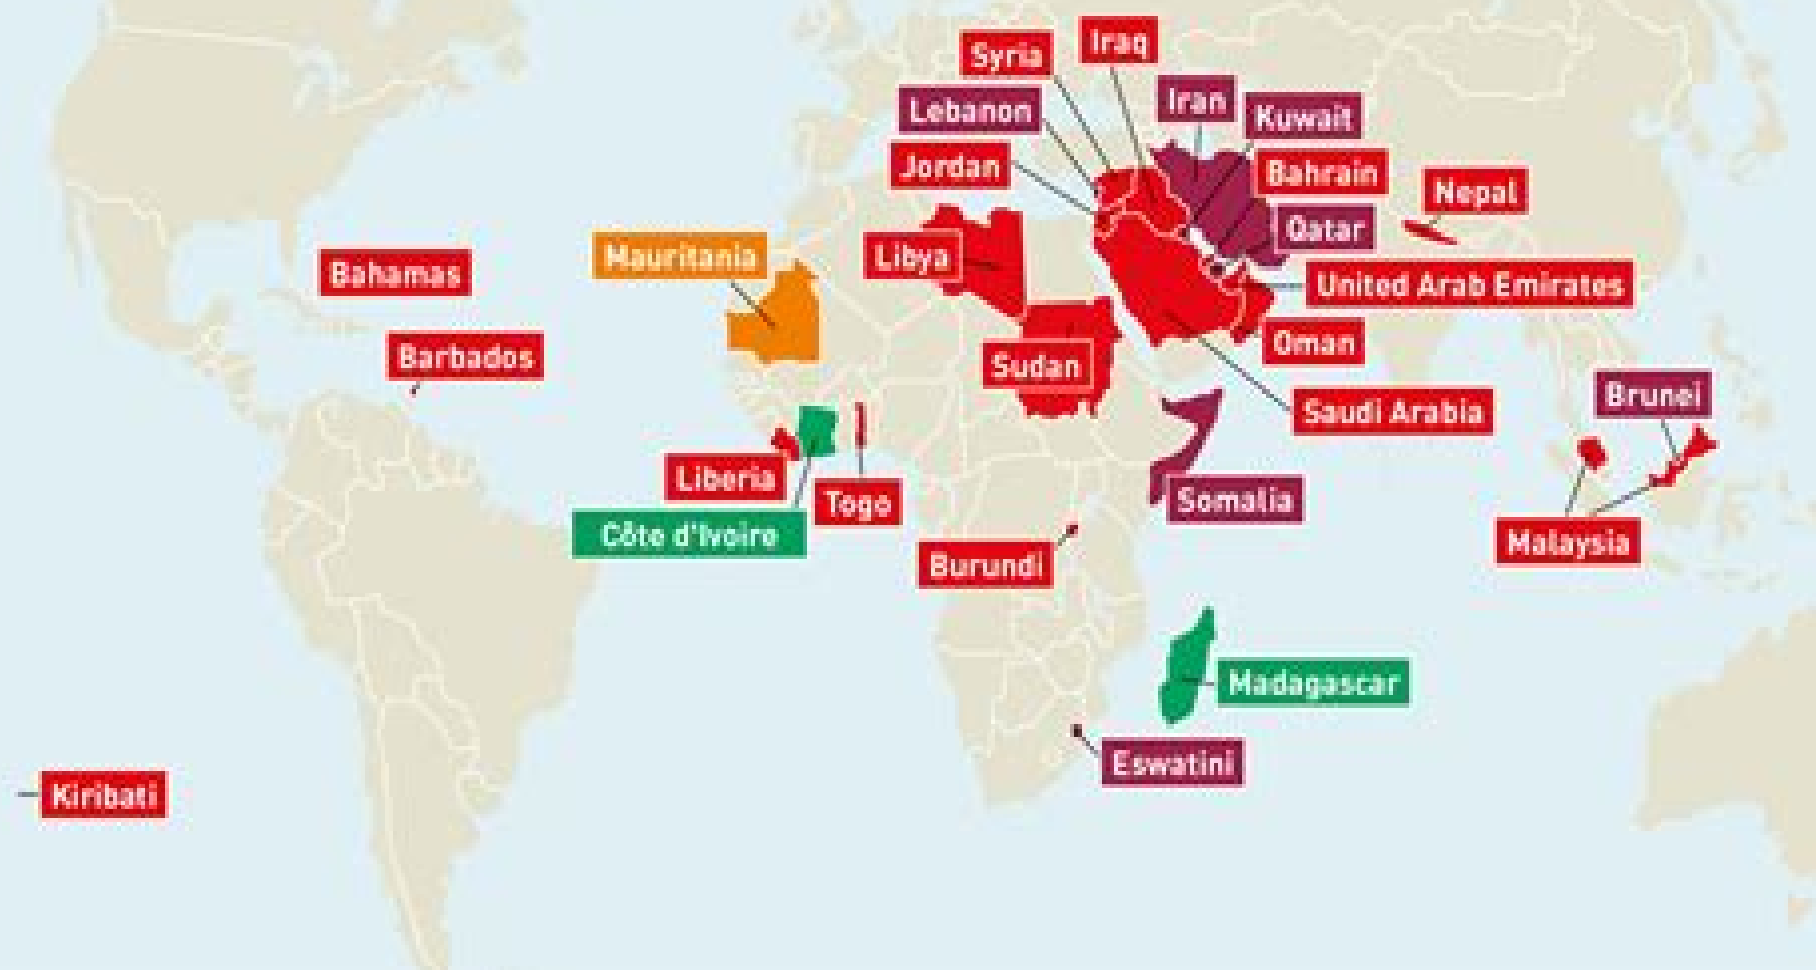 Syria
Iraq
Lebanon
Iran
Kuwait
Jordan
Bahrain
Nepal
Mauritania
Libya
Qatar
Bahamas
United Arab Emirates
Barbados
Sudan
Oman
Saudi Arabia
Brunei
Liberia
Togo
Somalia
Côte d'Ivoire
Burundi
Malaysia
Madagascar
Eswatini
Kiribati